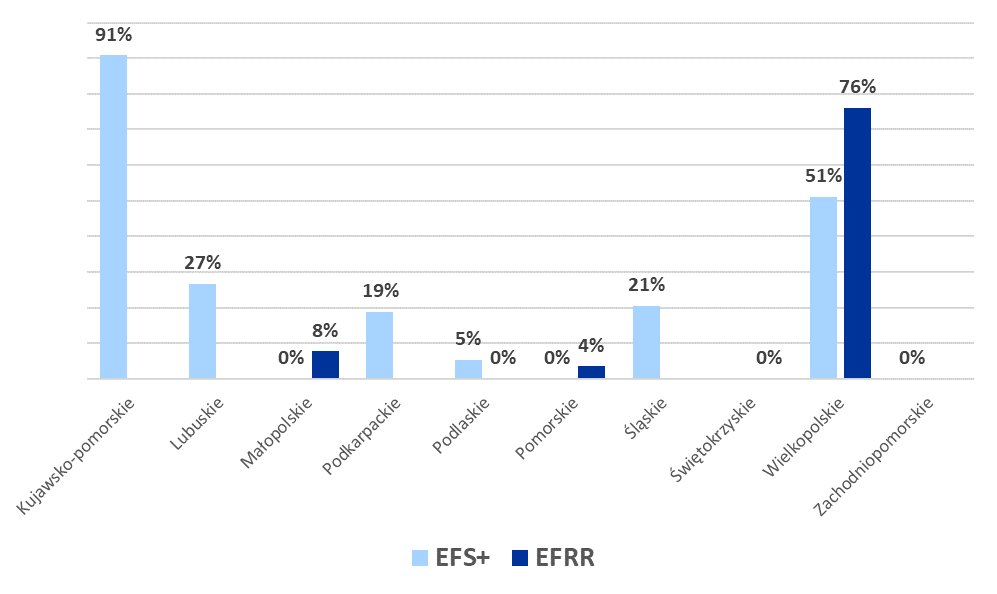 91%
76%
51%
27%
21%
19%
8%
5%
4%
0%
0%
0%
0%
0%
Kujawsko-pomorskie
Lubuskie
Małopolskie
Podkarpackie
Podlaskie
Pomorskie
Śląskie
Świętokrzyskie
Wielkopolskie
Zachodniopomorskie
EFS+ EFRR